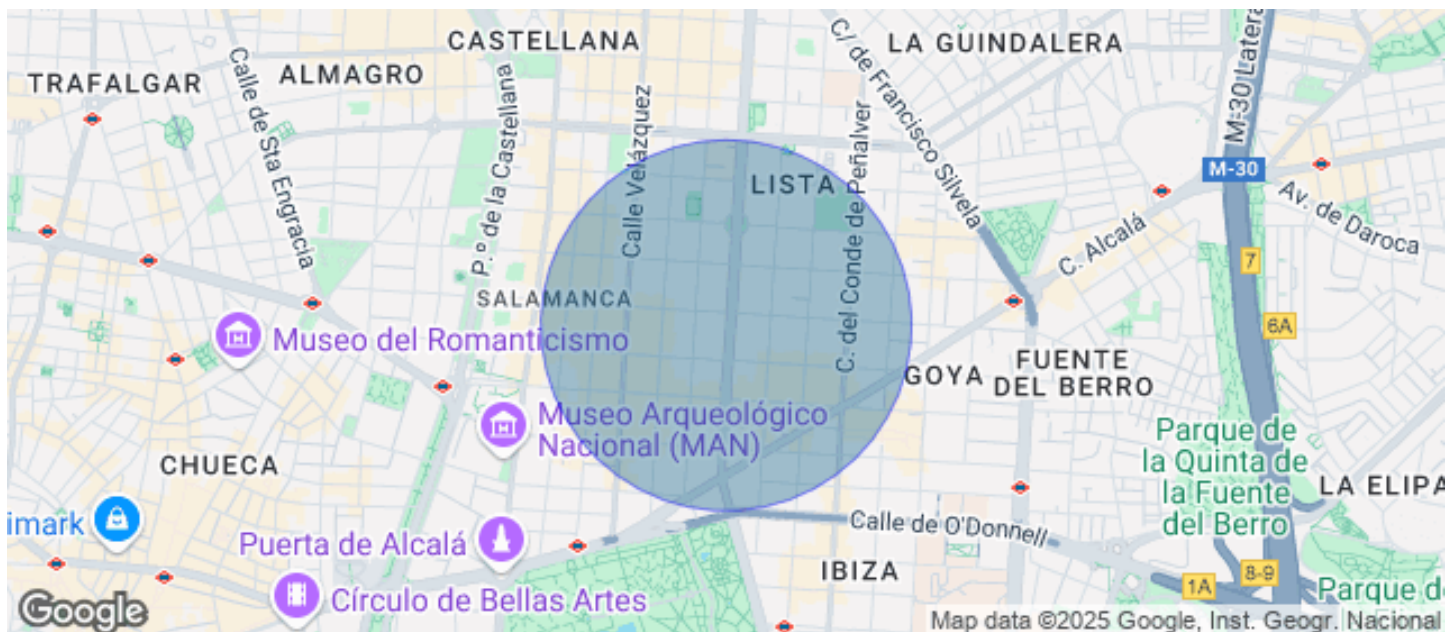 CASTELLANA
LA GUINDALERA
TRAFALGAR
ALMAGRO
Calle de Sta Engracia
P.º de la Castellana
Calle Velázquez
C/ de Francisco Silvela
C. del Conde de Peñalver
M-30 Latera
LISTA
M-30
Av. de Daroca
C. Alcalá
7
SALAMANCA
6A
Museo del Romanticismo
GOYA
FUENTE
DEL BERRO
Museo Arqueológico
Nacional (MAN)
CHUECA
Parque de
la Quinta de
la Fuente
del Berro
LA ELIPA
imark
Puerta de Alcalá
Calle de O'Donnell
IBIZA
8-9
1A
Círculo de Bellas Artes
Parque d
Google
Map data ©2025 Google, Inst. Geogr. Nacional